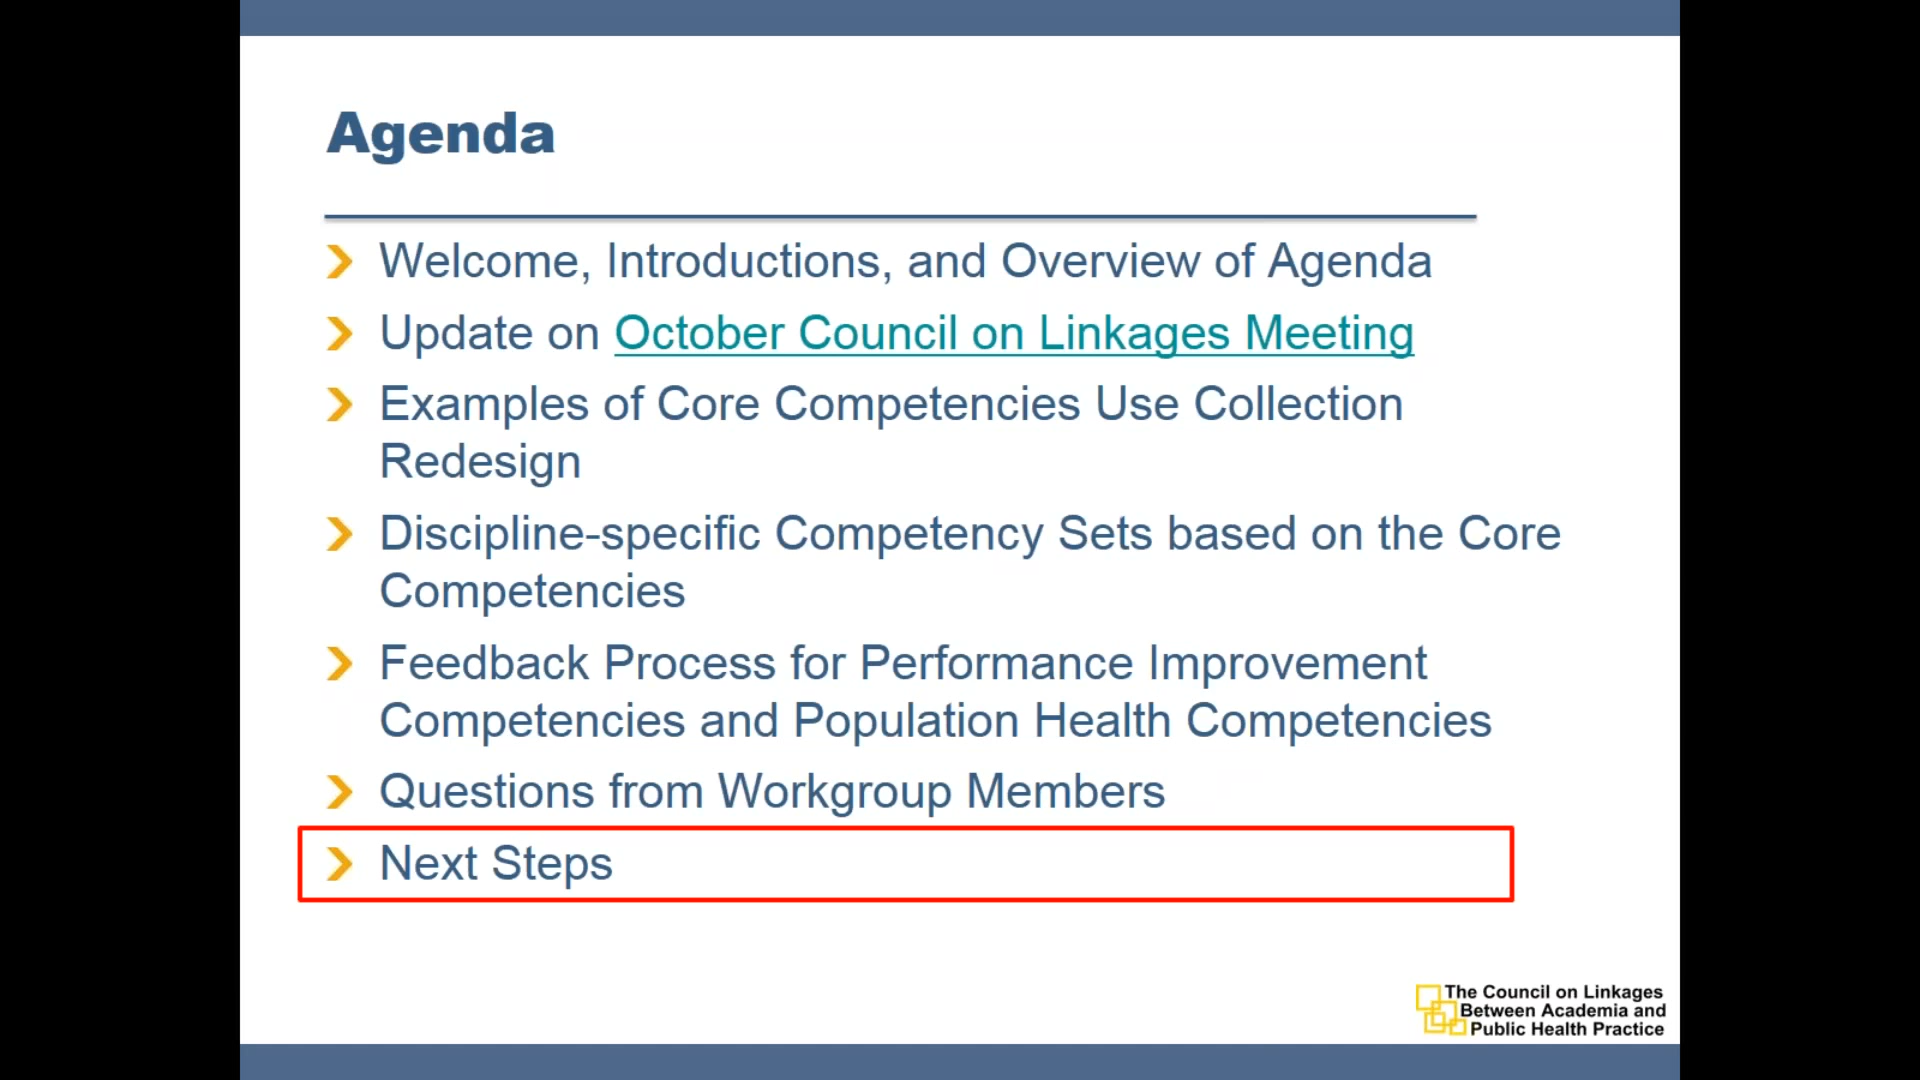 Agenda
Welcome, Introductions, and Overview of Agenda
Update on October Council on Linkages Meeting
Examples of Core Competencies Use Collection
Redesign
Discipline-specific Competency Sets based on the Core
Competencies
Feedback Process for Performance Improvement
Competencies and Population Health Competencies
Questions from Workgroup Members
Next Steps
The Council on Linkages
Between Academia and
Public Health Practice